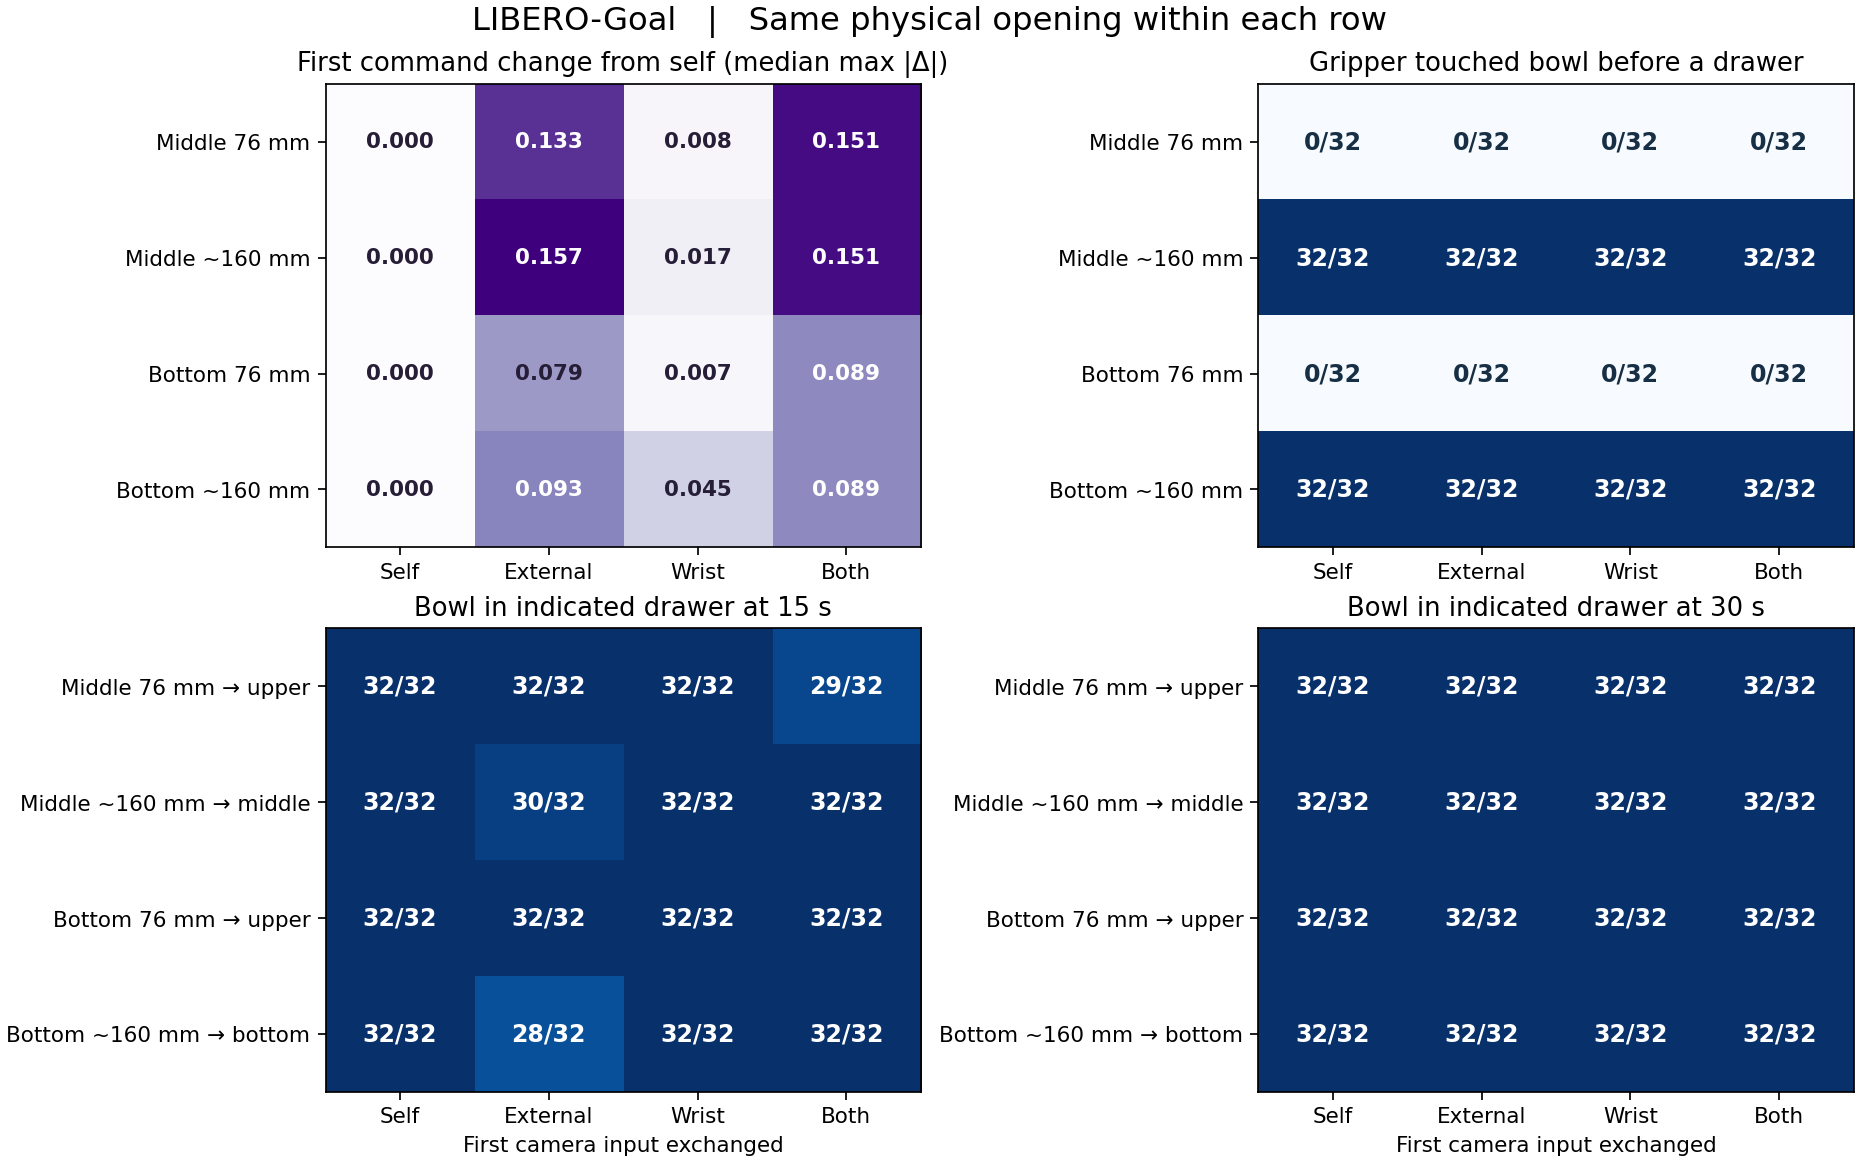 LIBERO-Goal | Same physical opening within each row
First command change from self (median max |Δ|)
Middle 76 mm 0.000 0.133 0.008 0.151
Middle ~160 mm 0.000 0.157 0.017 0.151
Bottom 76 mm 0.000 0.079 0.007 0.089
Bottom ~160 mm 0.000 0.093 0.045 0.089
Self External Wrist Both
Gripper touched bowl before a drawer
Middle 76 mm 0/32 0/32 0/32 0/32
Middle ~160 mm 32/32 32/32 32/32 32/32
Bottom 76 mm 0/32 0/32 0/32 0/32
Bottom ~160 mm 32/32 32/32 32/32 32/32
Self External Wrist Both
Bowl in indicated drawer at 15 s
Middle 76 mm → upper 32/32 32/32 32/32 29/32
Middle ~160 mm → middle 32/32 30/32 32/32 32/32
Bottom 76 mm → upper 32/32 32/32 32/32 32/32
Bottom ~160 mm → bottom 32/32 28/32 32/32 32/32
Self External Wrist Both
First camera input exchanged
Bowl in indicated drawer at 30 s
Middle 76 mm → upper 32/32 32/32 32/32 32/32
Middle ~160 mm → middle 32/32 32/32 32/32 32/32
Bottom 76 mm → upper 32/32 32/32 32/32 32/32
Bottom ~160 mm → bottom 32/32 32/32 32/32 32/32
Self External Wrist Both
First camera input exchanged